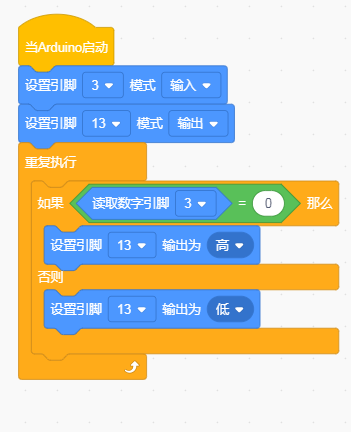 当Arduino启动
设置引脚 3 模式 输入
设置引脚 13 模式 输出
重复执行
如果 读取数字引脚 3 = 0 那么
设置引脚 13 输出为 高
否则
设置引脚 13 输出为 低